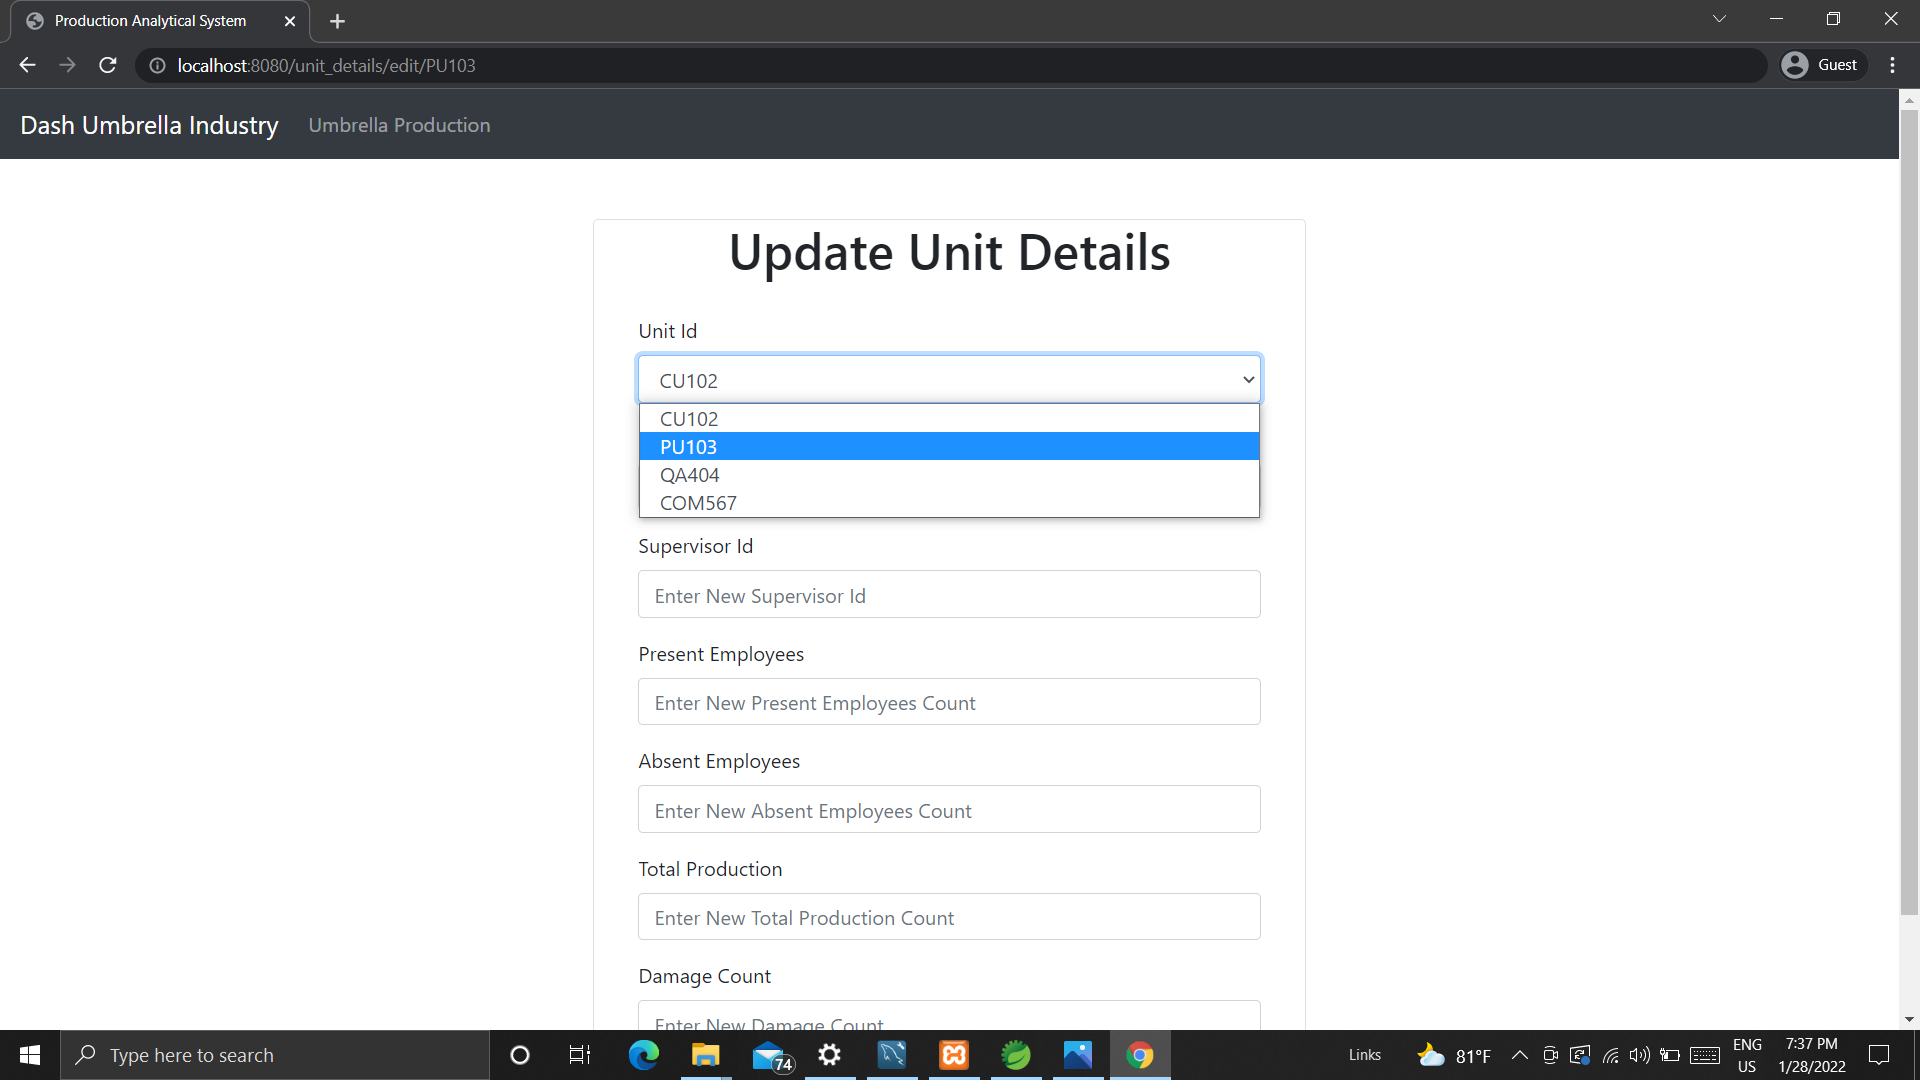 Production Analytical System
localhost:8080/unit_details/edit/PU103
Guest
Dash Umbrella Industry
Umbrella Production
Update Unit Details
Unit Id
CU102
CU102
PU103
QA404
COM567
Supervisor Id
Enter New Supervisor Id
Present Employees
Enter New Present Employees Count
Absent Employees
Enter New Absent Employees Count
Total Production
Enter New Total Production Count
Damage Count
Enter New Damage Count
Type here to search
74
Links
81°F
ENG
US
7:37 PM
1/28/2022